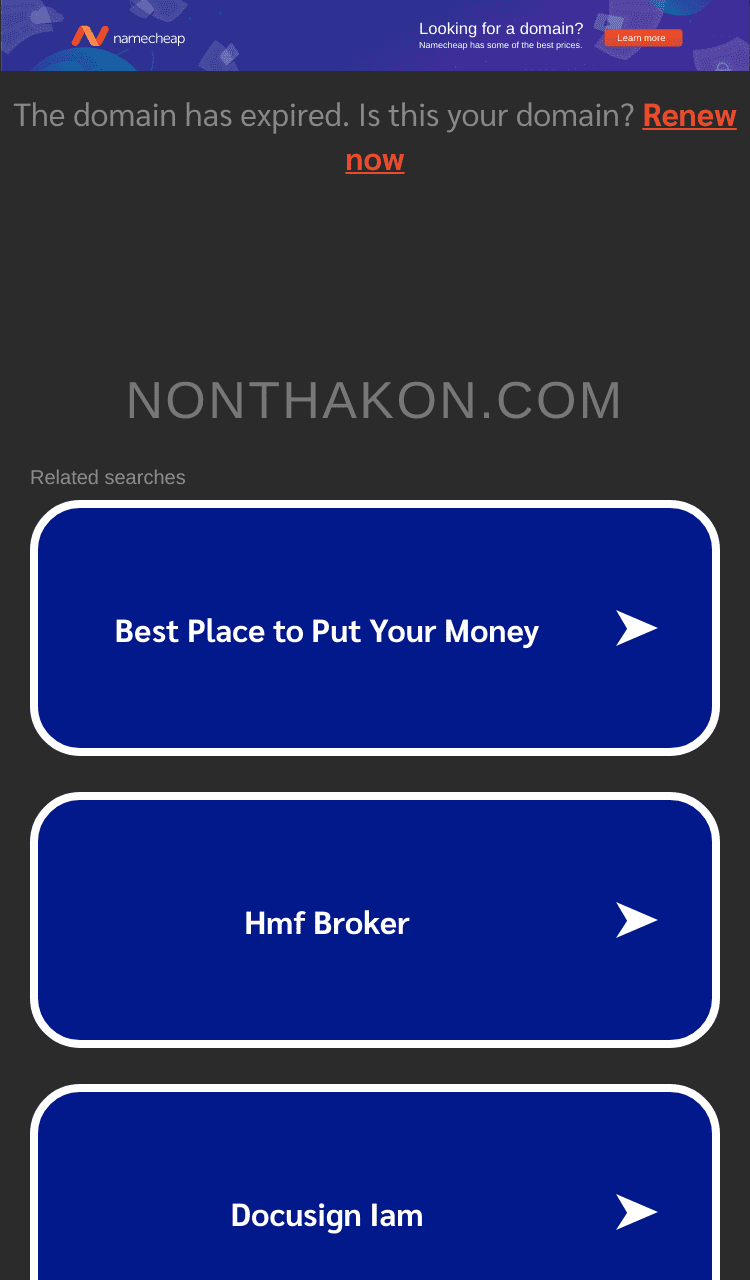 namecheap
Looking for a domain?
Namecheap has some of the best prices.
Learn more
The domain has expired. Is this your domain? Renew
now
NONTHAKON.COM
Related searches
Best Place to Put Your Money
Hmf Broker
Docusign Iam